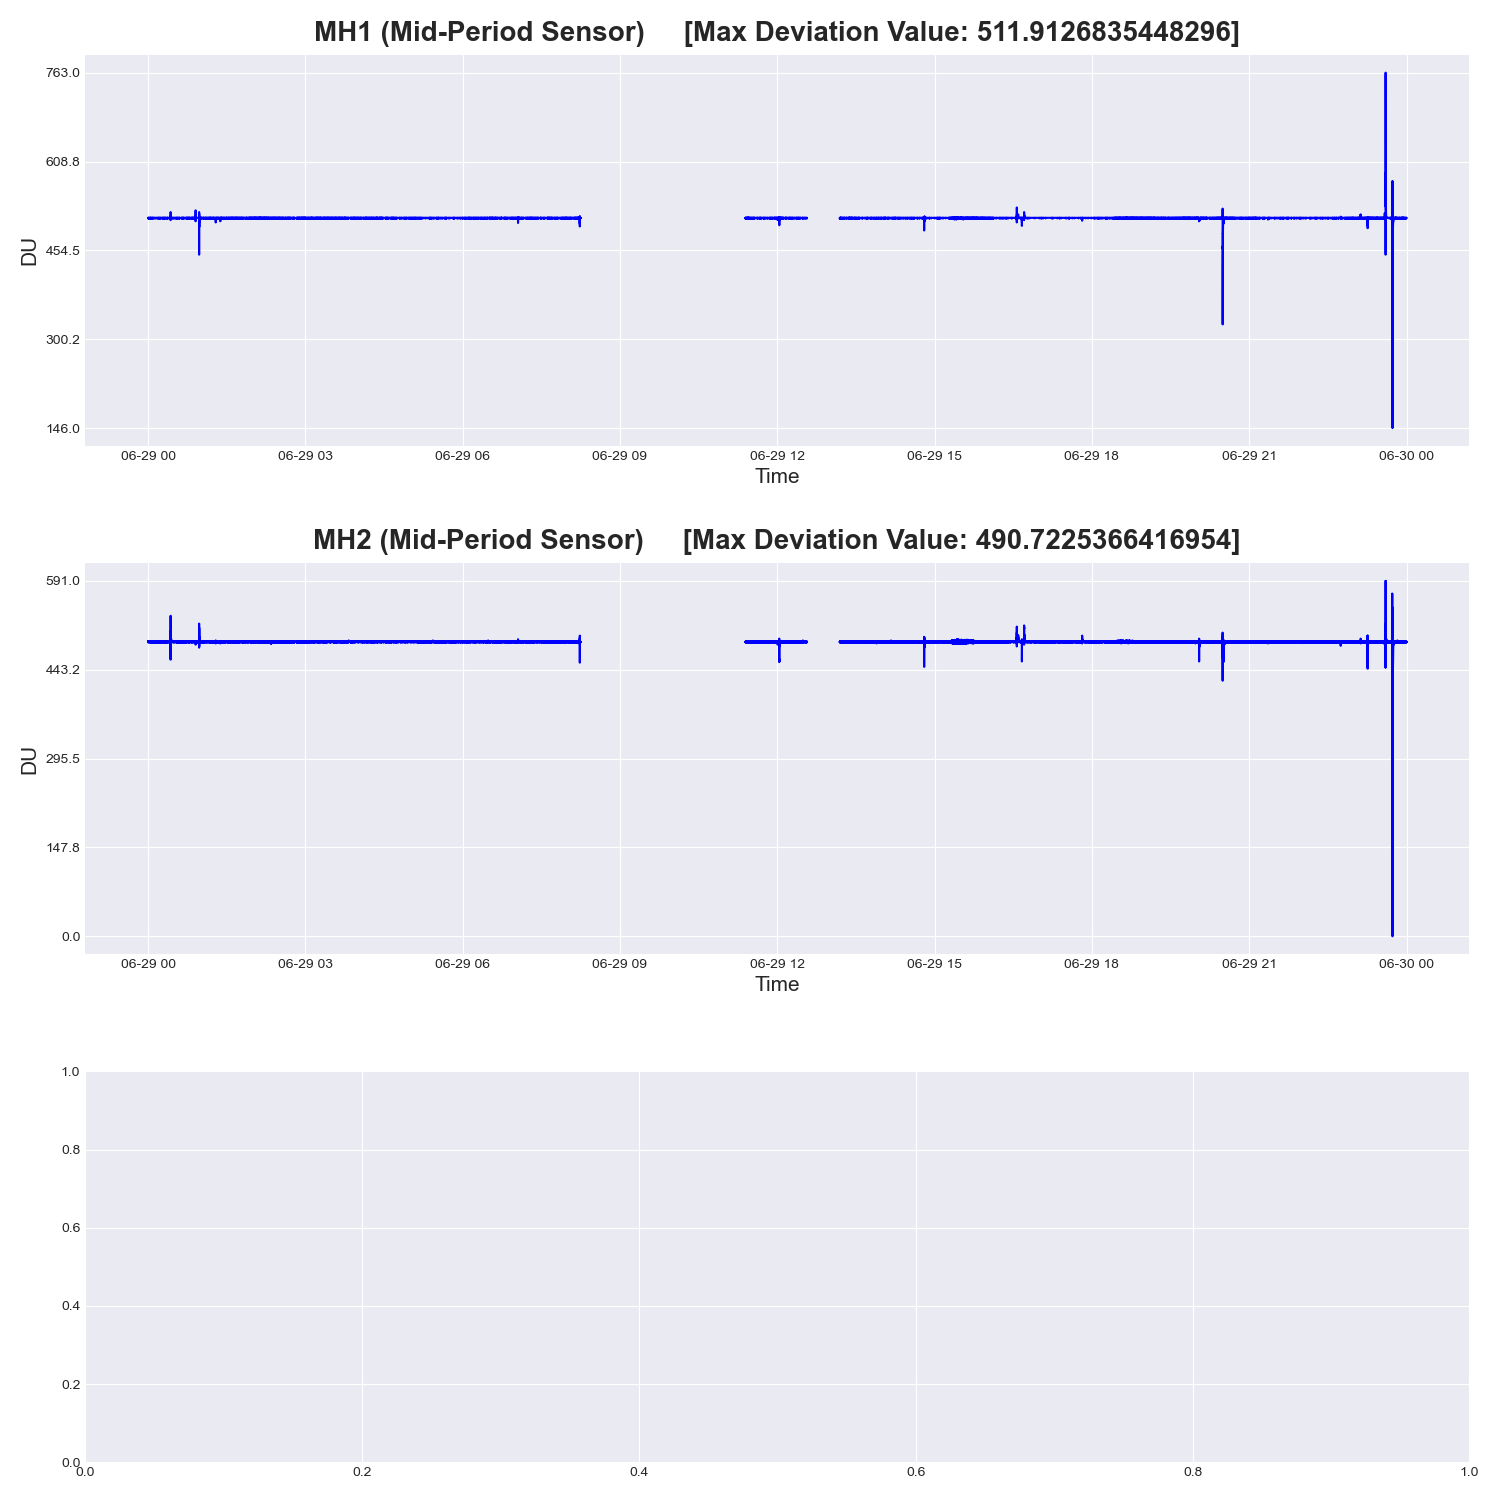 MH1 (Mid-Period Sensor) [Max Deviation Value: 511.9126835448296]
763.0
608.8
454.5
300.2
146.0
DU
06-29 00 06-29 03 06-29 06 06-29 09 06-29 12 06-29 15 06-29 18 06-29 21 06-30 00
Time
MH2 (Mid-Period Sensor) [Max Deviation Value: 490.7225366416954]
591.0
443.2
295.5
147.8
0.0
DU
06-29 00 06-29 03 06-29 06 06-29 09 06-29 12 06-29 15 06-29 18 06-29 21 06-30 00
Time
1.0
0.8
0.6
0.4
0.2
0.0
0.0 0.2 0.4 0.6 0.8 1.0